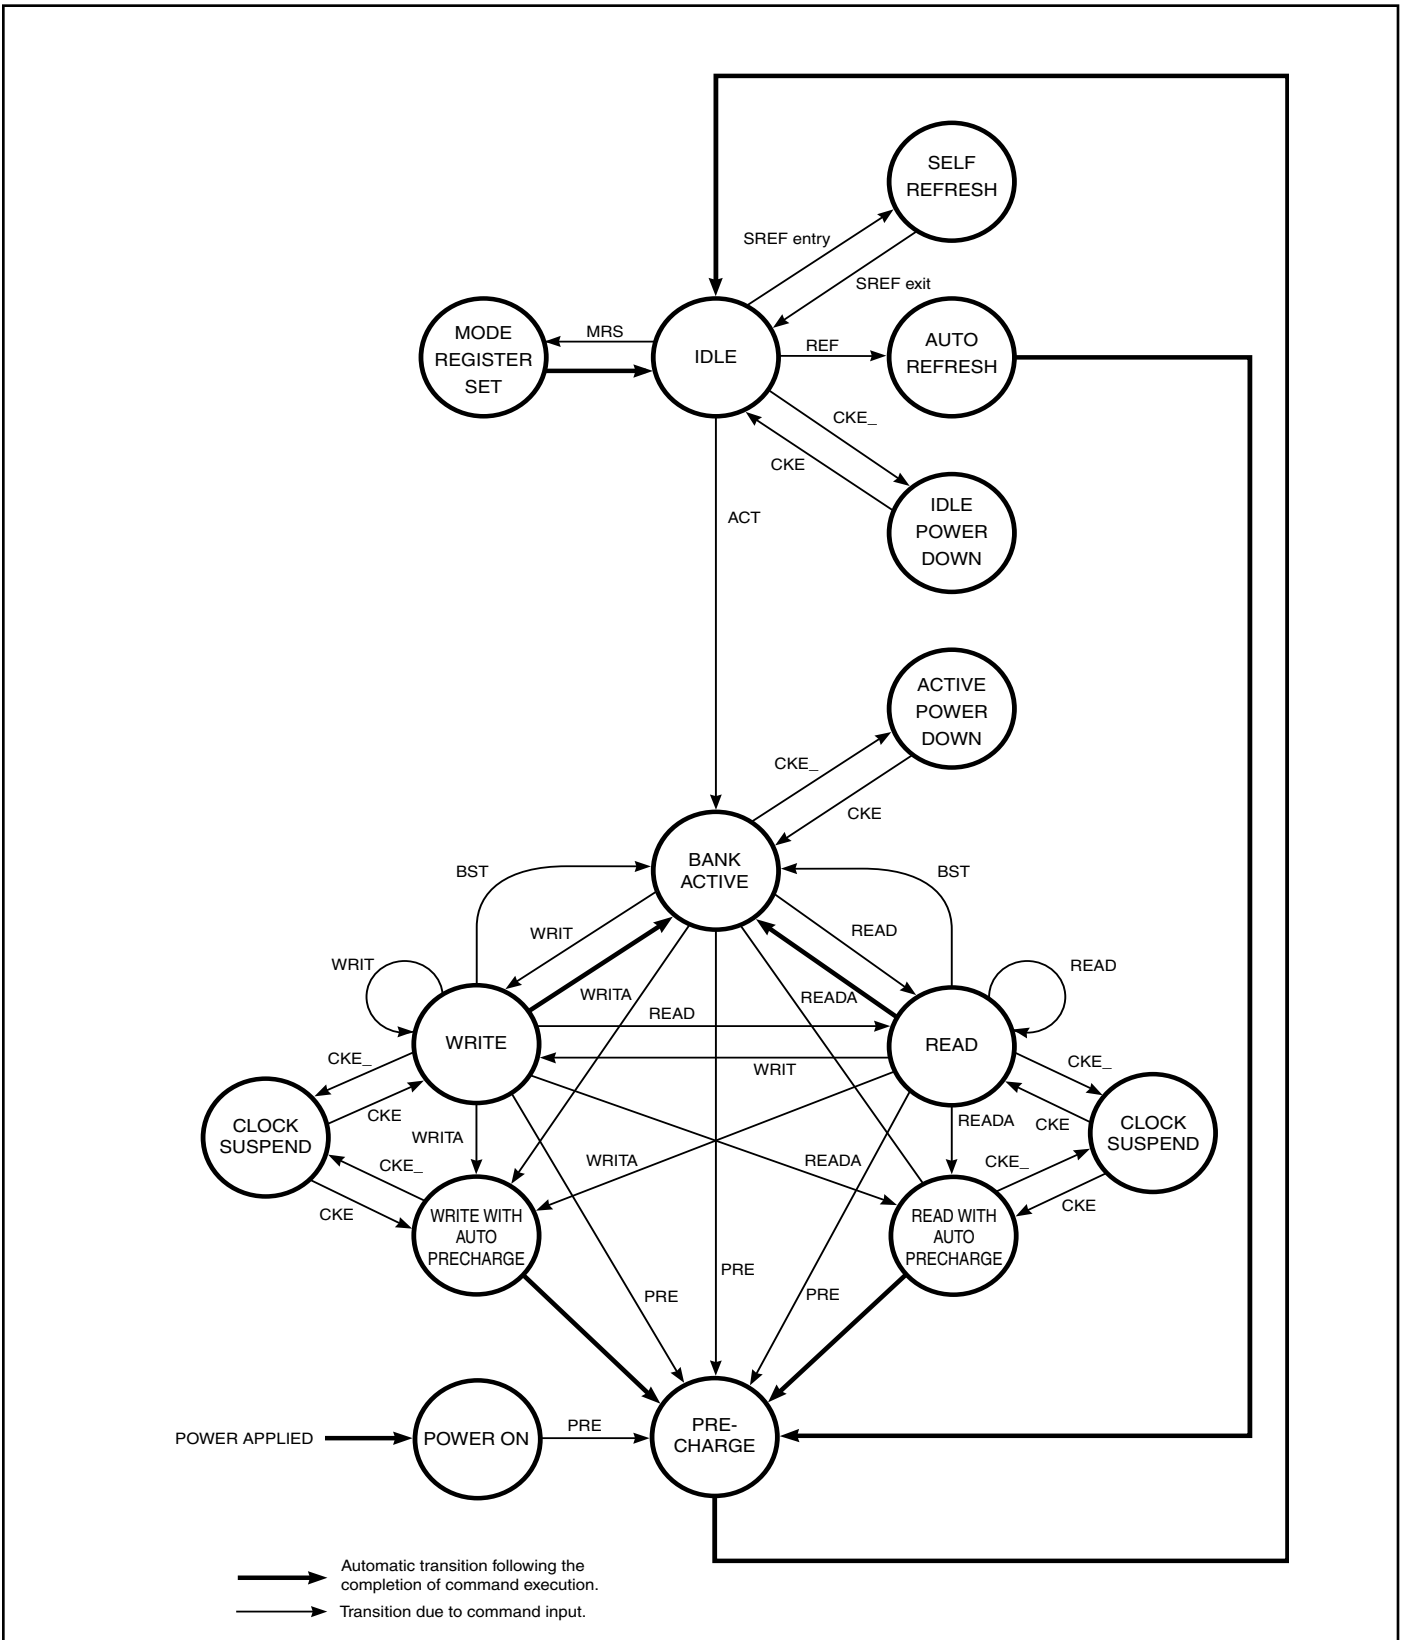 SELF
REFRESH
SREF entry
SREF exit
MODE
REGISTER
SET
MRS
IDLE
REF
AUTO
REFRESH
CKE_
CKE
IDLE
POWER
DOWN
ACT
ACTIVE
POWER
DOWN
CKE_
CKE
BANK
ACTIVE
BST
BST
WRIT
READ
WRIT
READ
WRITA
READA
READ
WRITE
READ
WRIT
CKE_
CKE_
CKE
CKE
CLOCK
SUSPEND
CLOCK
SUSPEND
WRITA
READA
CKE_
WRITA
READA
CKE_
CKE
CKE
WRITE WITH
AUTO
PRECHARGE
READ WITH
AUTO
PRECHARGE
PRE
PRE
PRE
POWER APPLIED
POWER ON
PRE
PRE-
CHARGE
Automatic transition following the
completion of command execution.
Transition due to command input.